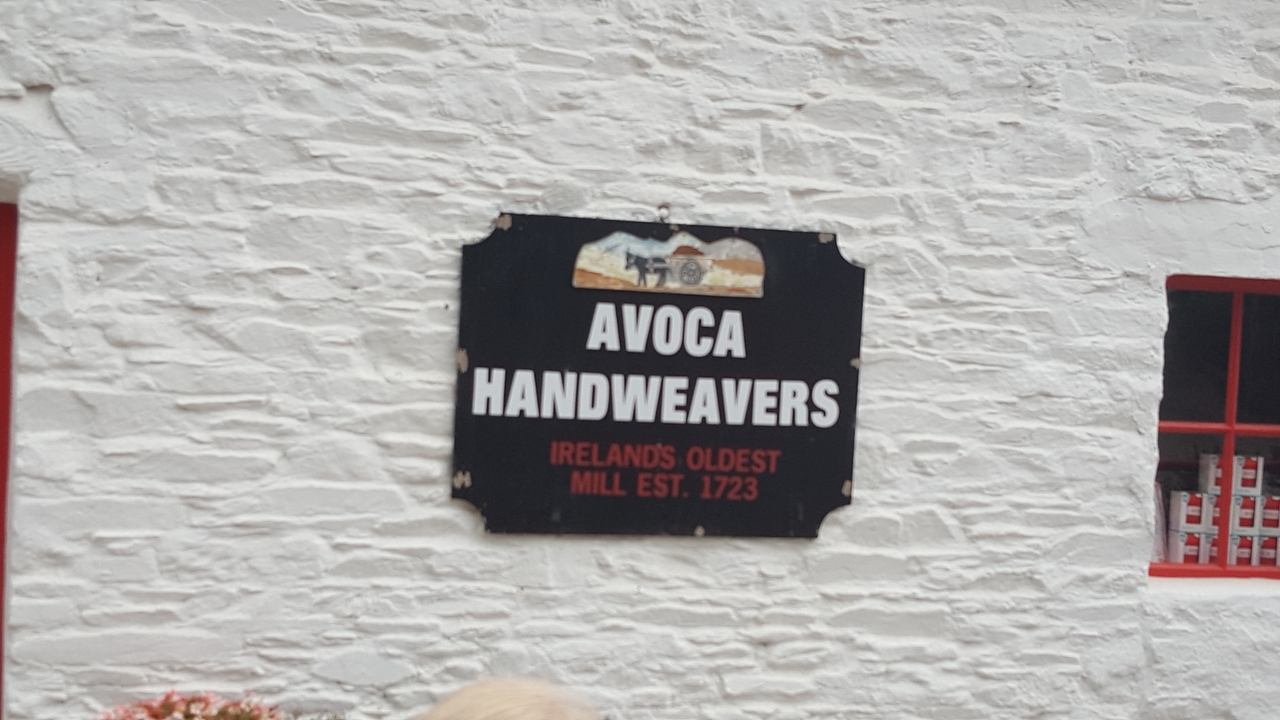 AVOCA
HANDWEAVERS
IRELAND'S OLDEST
MILL EST. 1723